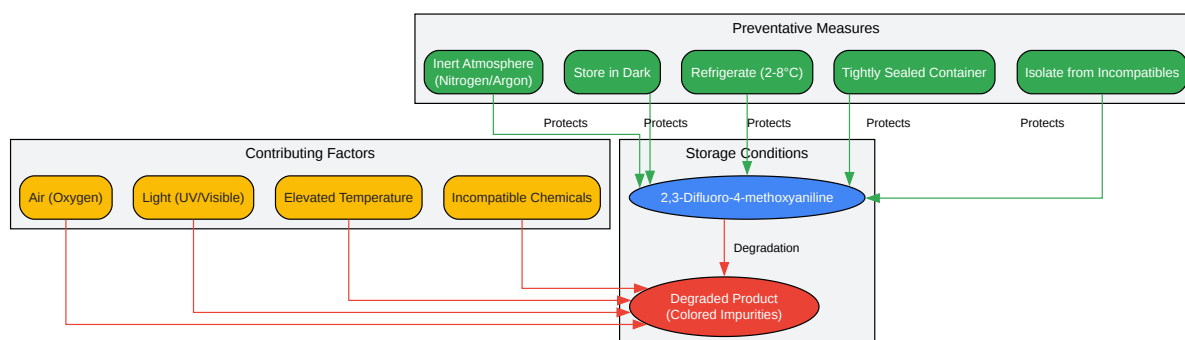 Preventative Measures
Inert Atmosphere
(Nitrogen/Argon)
Store in Dark
Refrigerate (2-8°C)
Tightly Sealed Container
Isolate from Incompatibles
Protects
Protects
Protects
Protects
Protects
Contributing Factors
Air (Oxygen)
Light (UV/Visible)
Elevated Temperature
Incompatible Chemicals
Storage Conditions
2,3-Difluoro-4-methoxyaniline
Degradation
Degraded Product
(Colored Impurities)